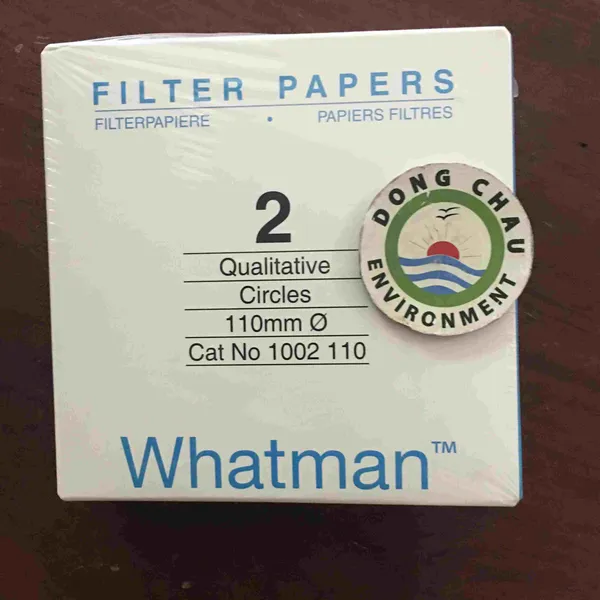 FILTER PAPERS
FILTERPAPIERE • PAPIERS FILTRES
2
Qualitative
Circles
110mm Ø
Cat No 1002 110
DONG CHAU
ENVIRONMENT
Whatman™